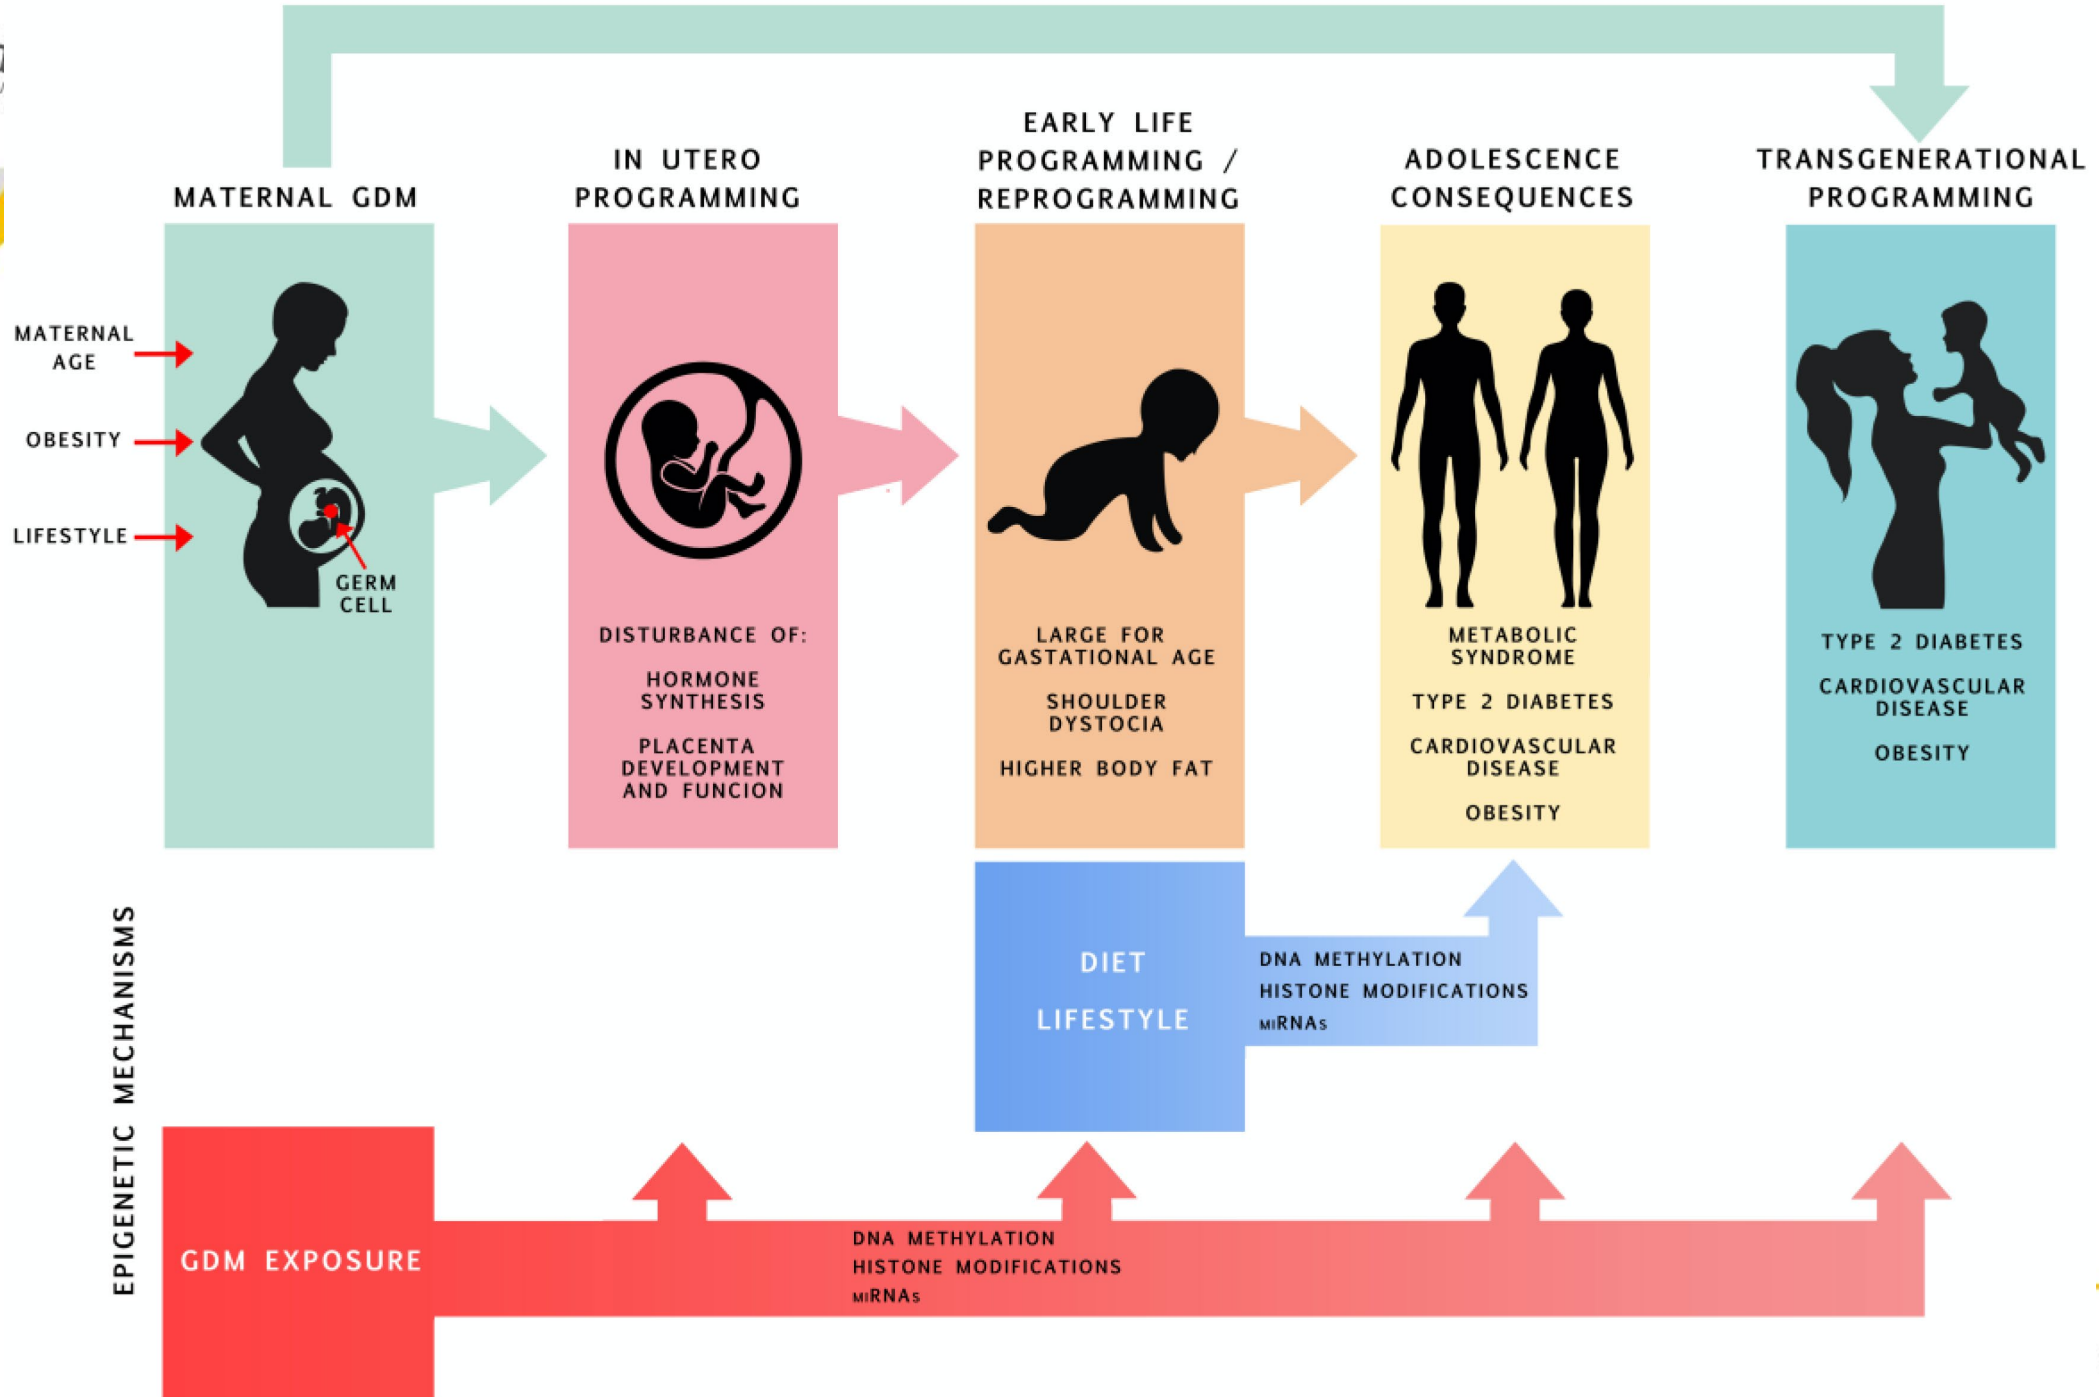 MATERNAL GDM
IN UTERO
PROGRAMMING
EARLY LIFE
PROGRAMMING /
REPROGRAMMING
ADOLESCENCE
CONSEQUENCES
TRANSGENERATIONAL
PROGRAMMING
MATERNAL
AGE
OBESITY
LIFESTYLE
GERM
CELL
DISTURBANCE OF:
HORMONE
SYNTHESIS
PLACENTA
DEVELOPMENT
AND FUNCION
LARGE FOR
GASTATIONAL AGE
SHOULDER
DYSTOCIA
HIGHER BODY FAT
METABOLIC
SYNDROME
TYPE 2 DIABETES
CARDIOVASCULAR
DISEASE
OBESITY
TYPE 2 DIABETES
CARDIOVASCULAR
DISEASE
OBESITY
EPIGENETIC MECHANISMS
DIET
LIFESTYLE
DNA METHYLATION
HISTONE MODIFICATIONS
miRNAs
GDM EXPOSURE
DNA METHYLATION
HISTONE MODIFICATIONS
miRNAs